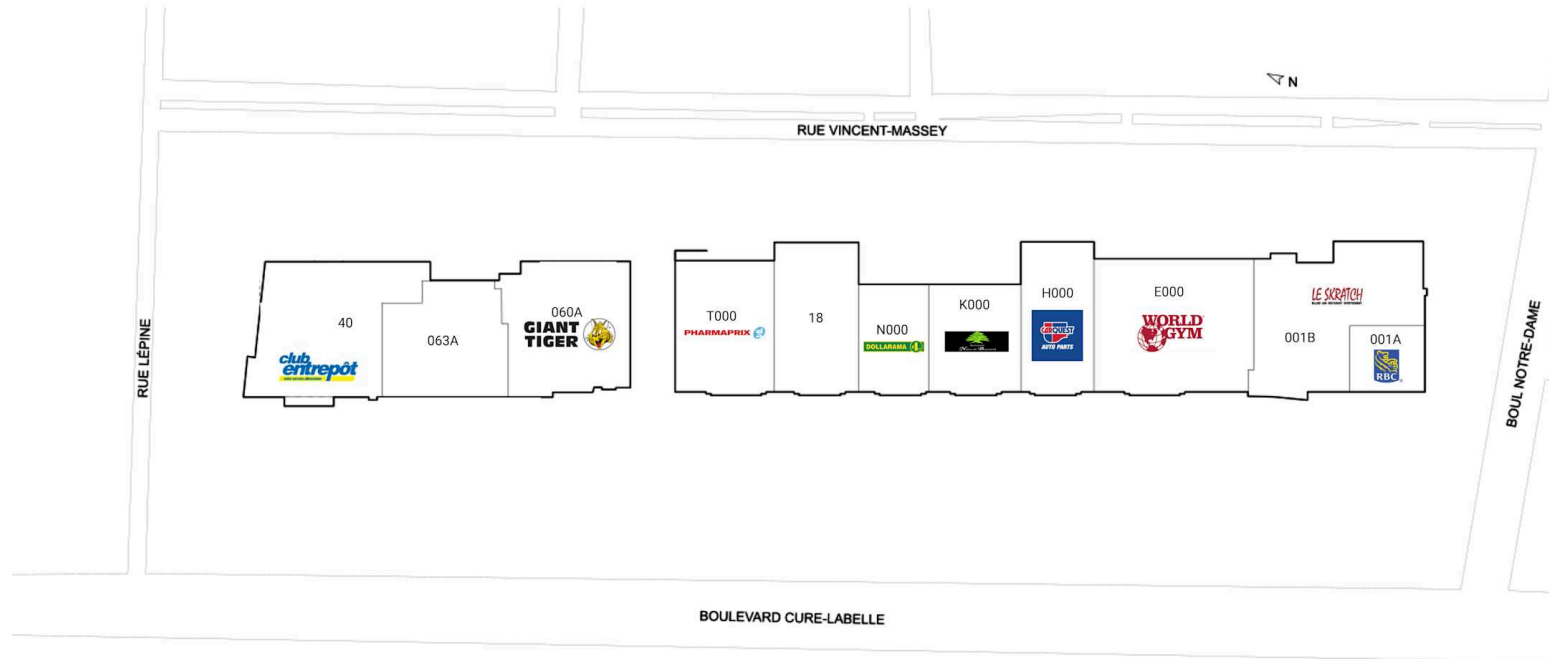 N
RUE VINCENT-MASSEY
RUE LÉPINE
40
club
entrepôt
063A
060A
GIANT
TIGER
T000
PHARMAPRIX
18
N000
DOLLARAMA
K000
H000
CARQUEST
AUTO PARTS
E000
WORLD
GYM
LE SKRATCH
001B
001A
RBC
BOUL NOTRE-DAME
BOULEVARD CURE-LABELLE